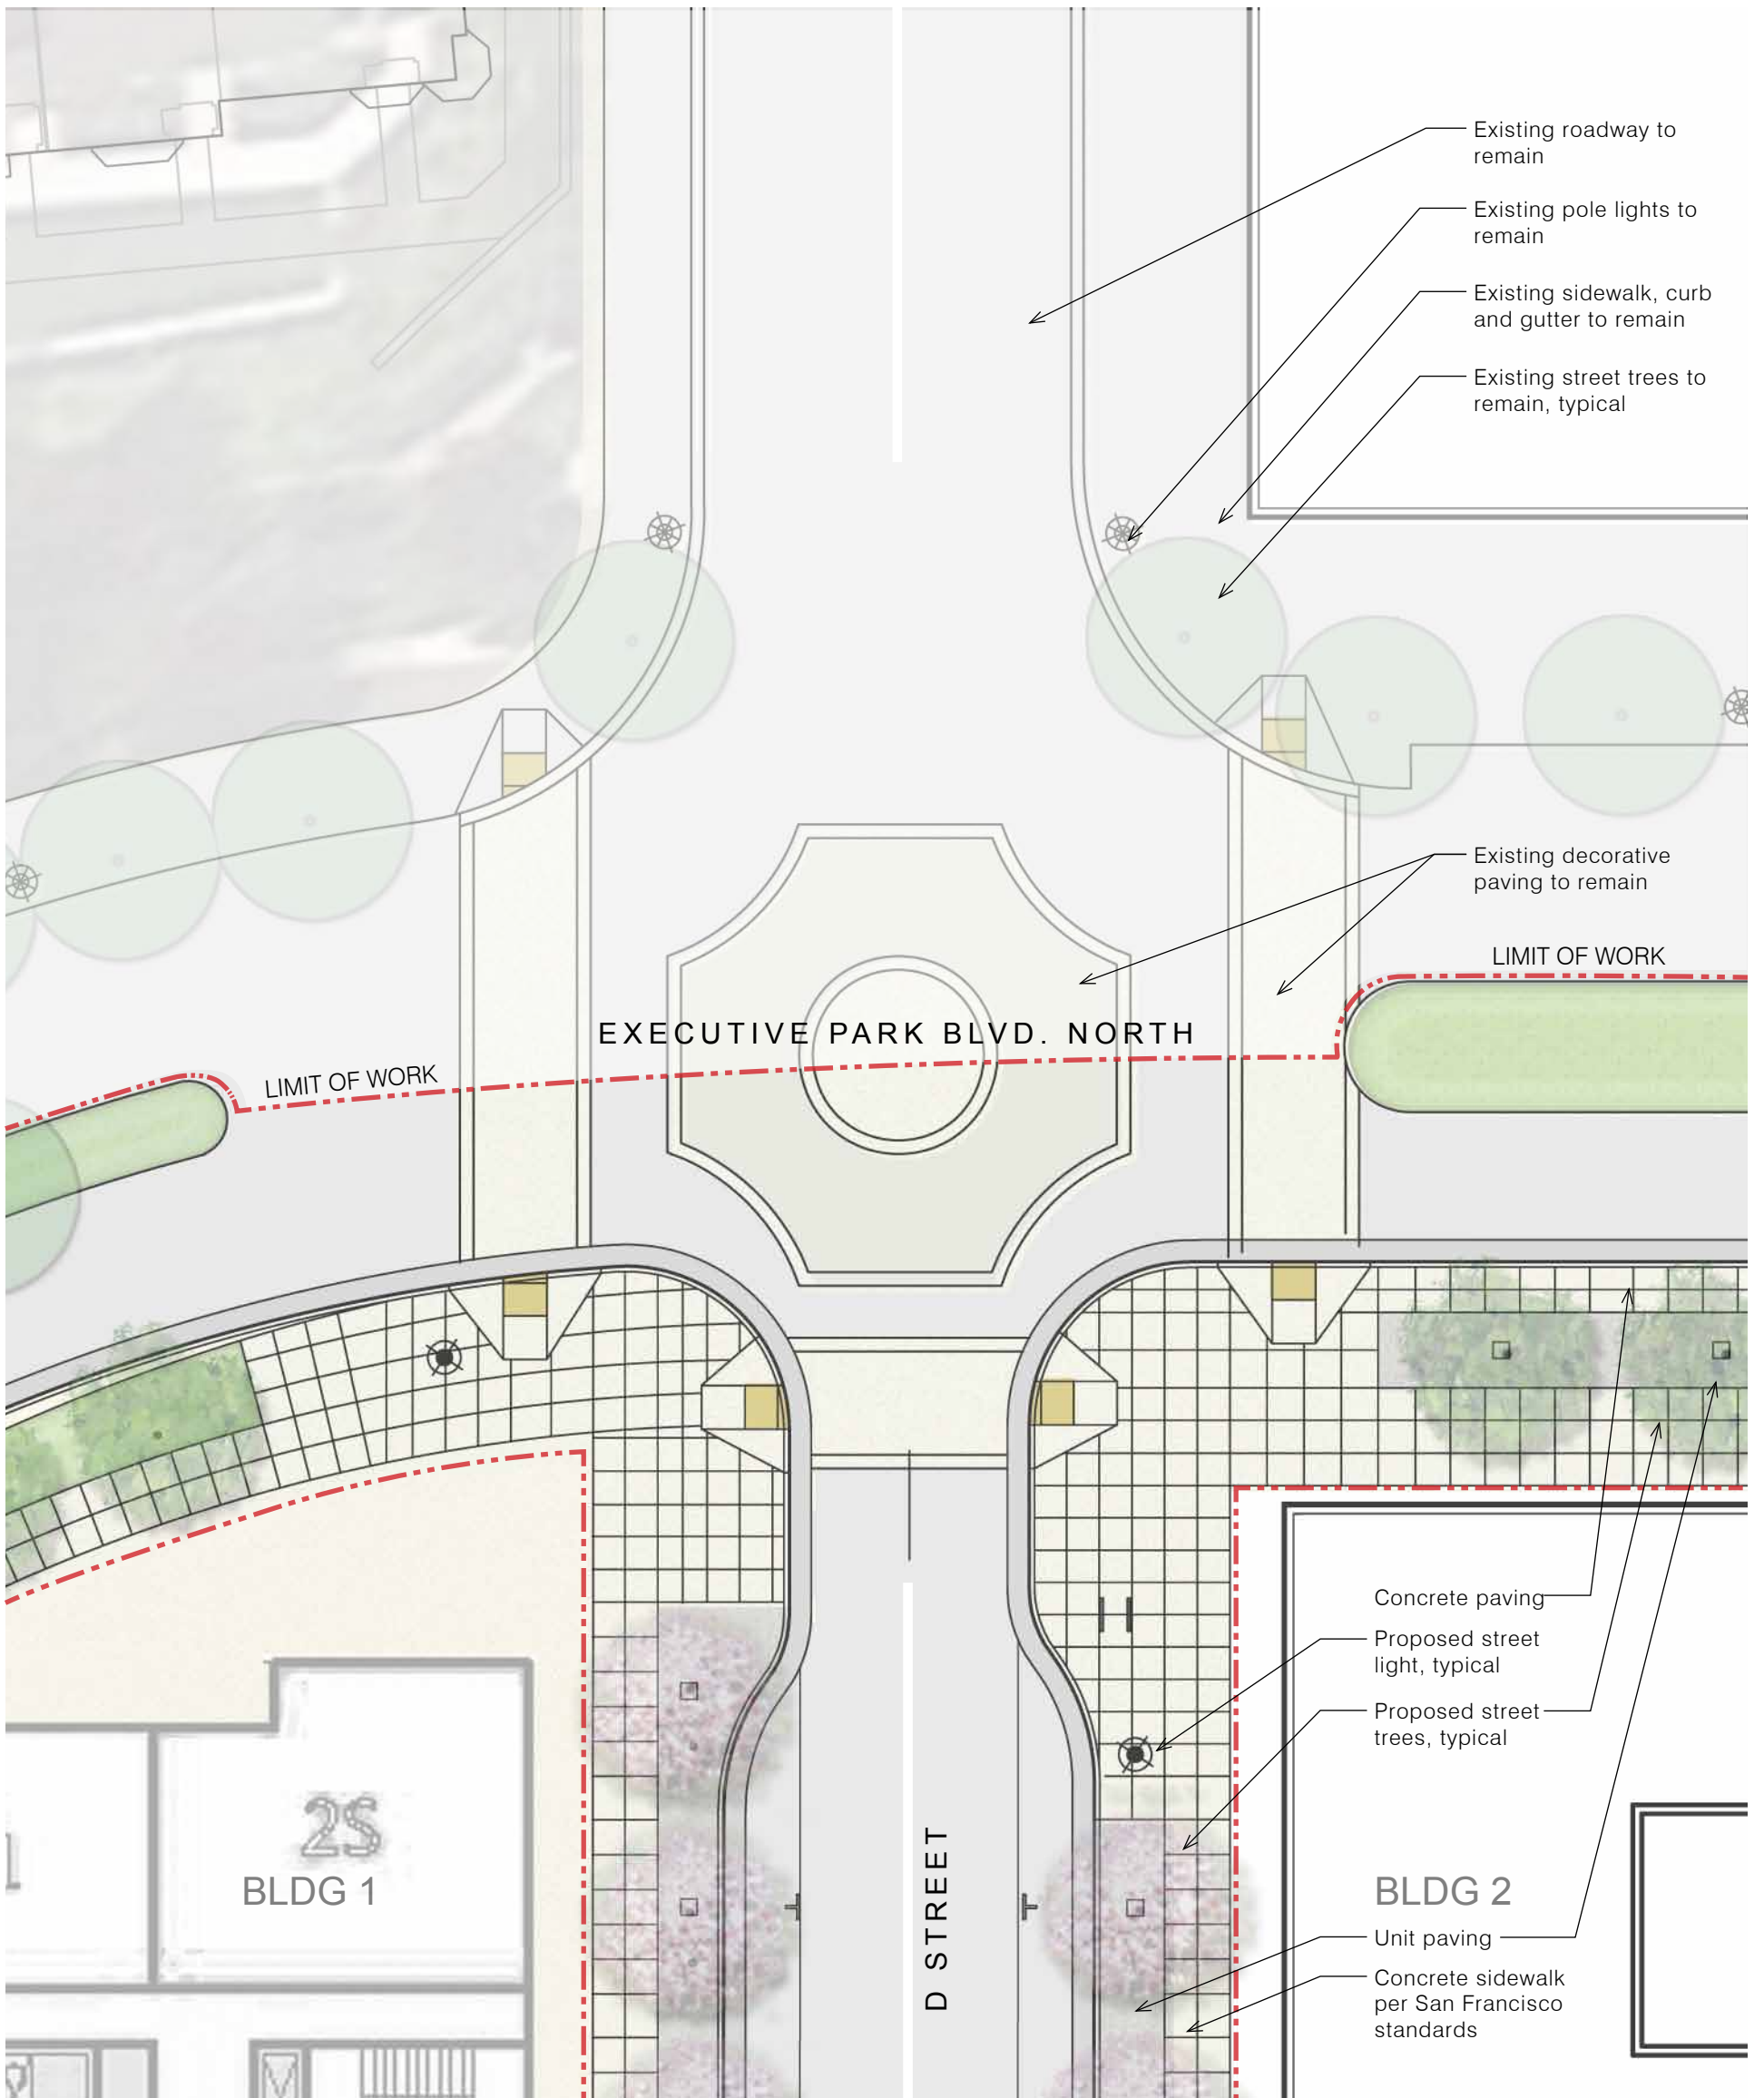 Existing roadway to
remain
Existing pole lights to
remain
Existing sidewalk, curb
and gutter to remain
Existing street trees to
remain, typical
Existing decorative
paving to remain
LIMIT OF WORK
EXECUTIVE PARK BLVD. NORTH
LIMIT OF WORK
Concrete paving
Proposed street
light, typical
Proposed street
trees, typical
2S
BLDG 1
D STREET
BLDG 2
Unit paving
Concrete sidewalk
per San Francisco
standards